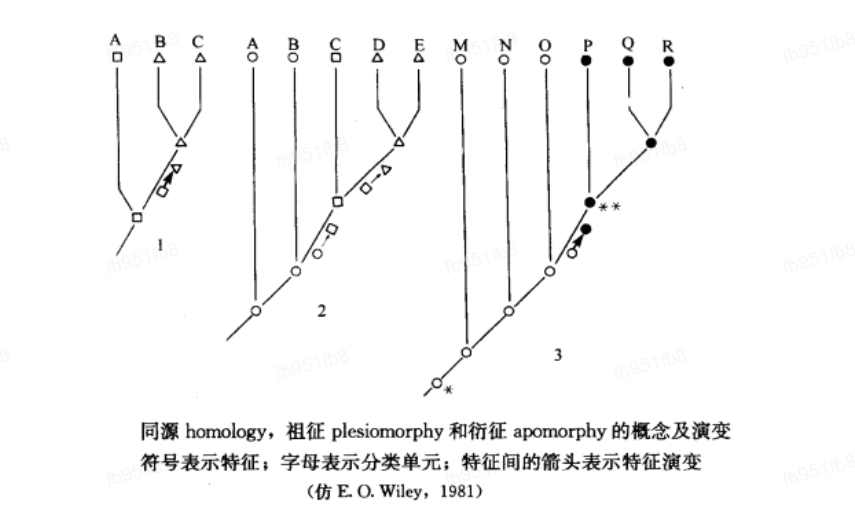 A B C A B C D E M N O P Q R
**
1
2
3
*
同源 homology，祖征 plesiomorphy 和衍征 apomorphy 的概念及演变
符号表示特征；字母表示分类单元；特征间的箭头表示特征演变
（仿 E. O. Wiley，1981）
fb951fb8